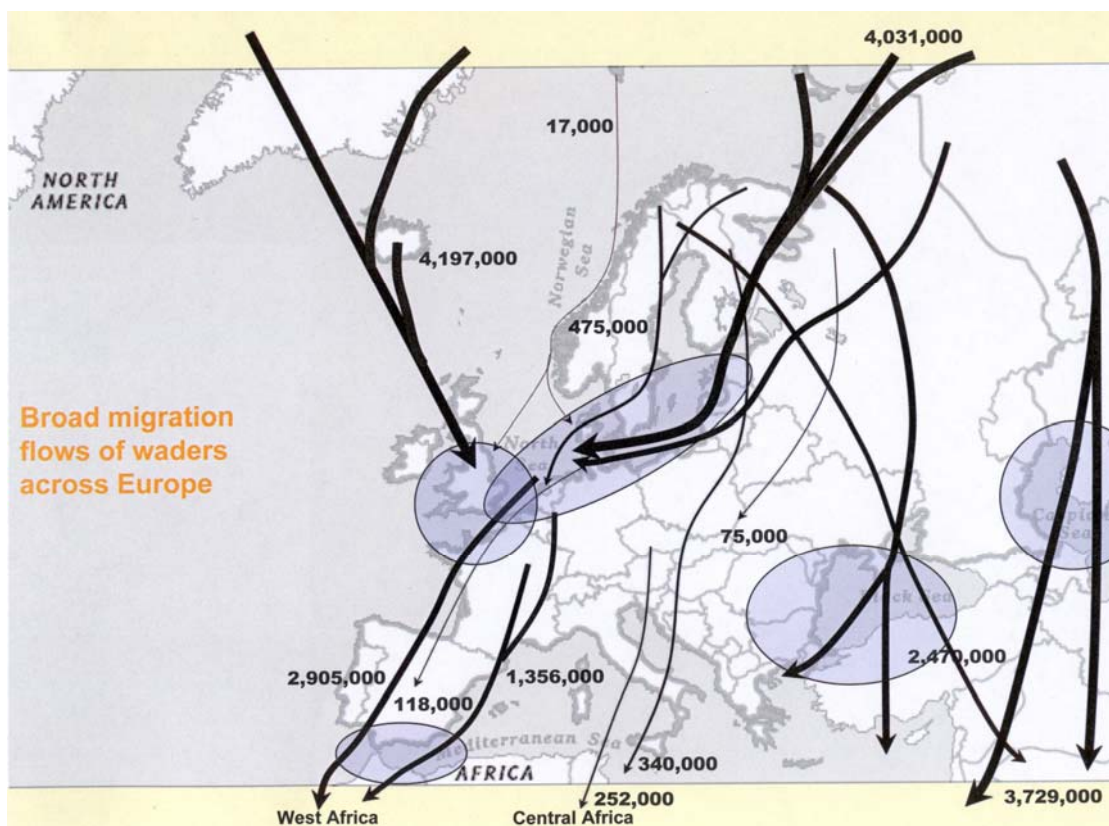 4,031,000
17,000
NORTH
AMERICA
Norwegian
Sea
4,197,000
475,000
Broad migration
flows of waders
across Europe
North
Sea
Caspian
Sea
75,000
Black Sea
2,470,000
2,905,000
1,356,000
118,000
Mediterranean Sea
AFRICA
340,000
252,000
3,729,000
West Africa
Central Africa